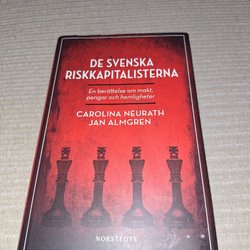 DE SVENSKA
RISKKAPITALISTERNA
En berättelse om makt,
pengar och hemligheter
CAROLINA NEURATH
JAN ALMGREN
NORSTEDTS